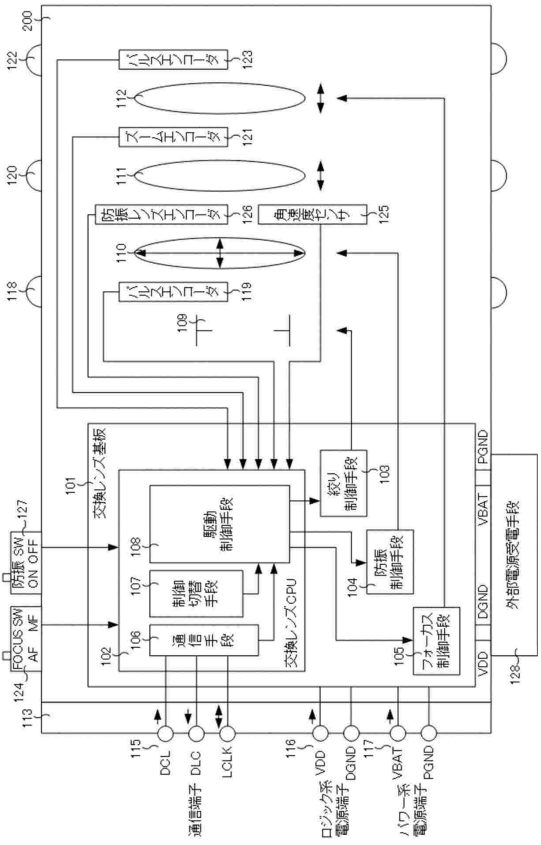 113
124
FOCUS SW
AF MF
127
防振 SW
ON OFF
118
120
122
200
101
交換レンズ基板
102
交換レンズCPU
106
通信
手段
107
制御
切替
手段
108
駆動
制御手段
119
パルスエンコーダ
109
110
防振レンズエンコーダ
126
111
ズームエンコーダ
121
112
パルスエンコーダ
123
角速度センサ
125
通信端子
115
DCL
DLC
LCLK
ロジック系
電源端子
116
VDD
DGND
パワー系
電源端子
117
VBAT
PGND
105
フォーカス
制御手段
104
防振制御手段
絞り
制御手段
103
VDD
DGND
VBAT
PGND
128
外部電源受電手段